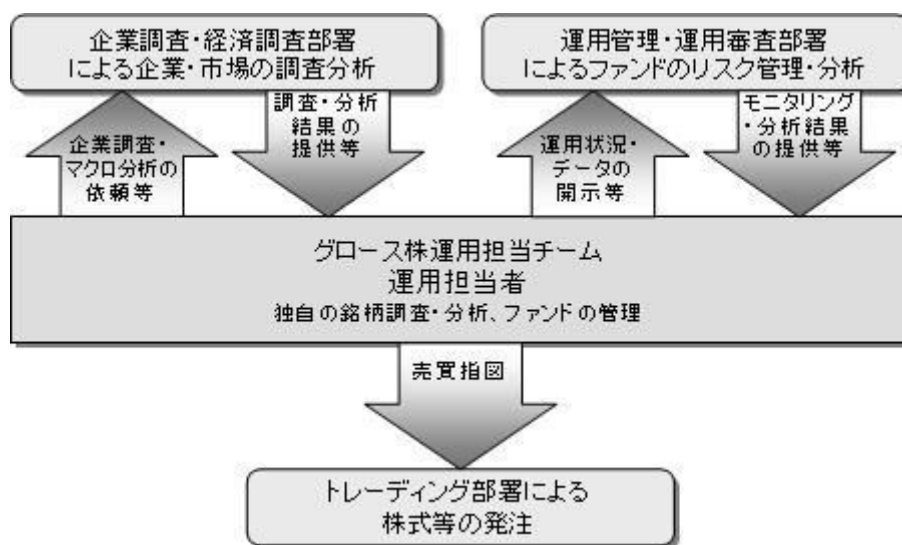 企業調査・経済調査部署
による企業・市場の調査分析
運用管理・運用審査部署
によるファンドのリスク管理・分析
企業調査・
マクロ分析の
依頼等
調査・分析
結果の
提供等
運用状況・
データの
開示等
モニタリング
・分析結果
の提供等
グロース株運用担当チーム
運用担当者
独自の銘柄調査・分析、ファンドの管理
売買指図
トレーディング部署による
株式等の発注